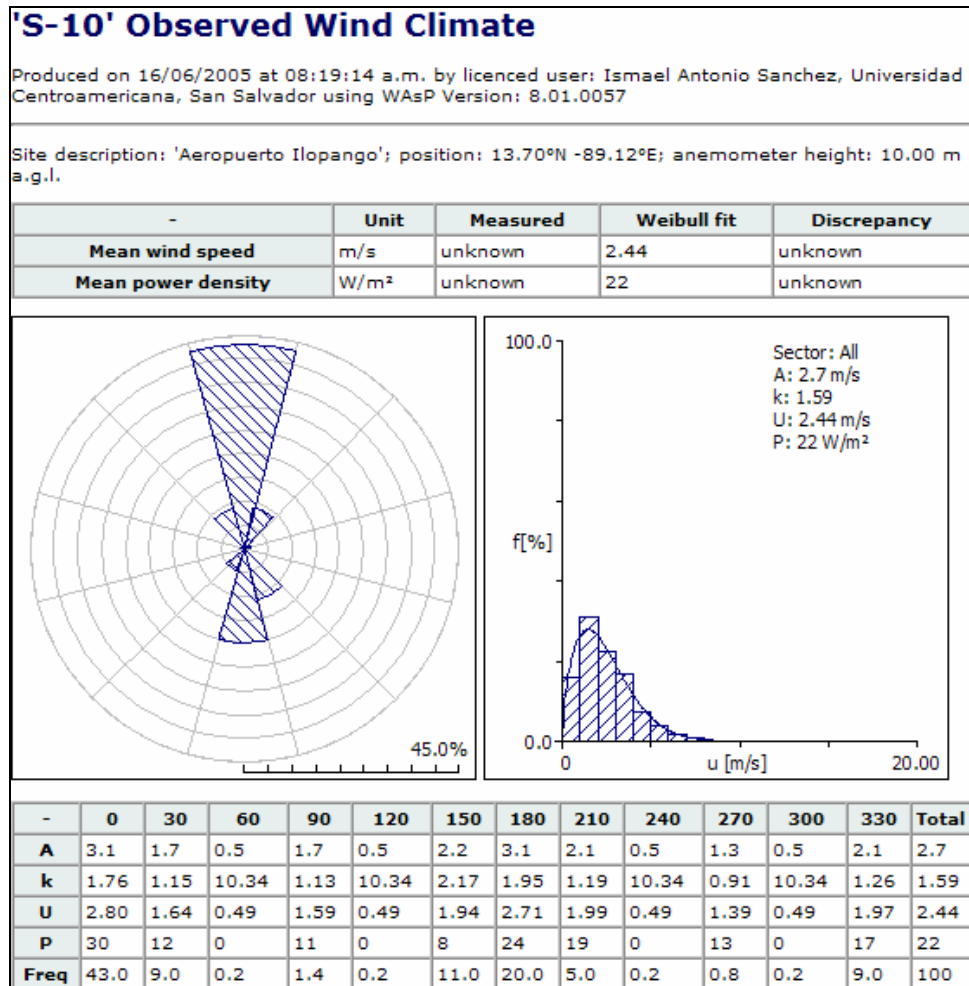 'S-10' Observed Wind Climate
Produced on 16/06/2005 at 08:19:14 a.m. by licenced user: Ismael Antonio Sanchez, Universidad
Centroamericana, San Salvador using WAsP Version: 8.01.0057
Site description: 'Aeropuerto Ilopango'; position: 13.70°N -89.12°E; anemometer height: 10.00 m
a.g.l.
- Unit Measured Weibull fit Discrepancy
Mean wind speed m/s unknown 2.44 unknown
Mean power density W/m² unknown 22 unknown
45.0%
100.0
Sector: All
A: 2.7 m/s
k: 1.59
U: 2.44 m/s
P: 22 W/m²
f[%]
0.0
0 u [m/s] 20.00
- 0 30 60 90 120 150 180 210 240 270 300 330 Total
A 3.1 1.7 0.5 1.7 0.5 2.2 3.1 2.1 0.5 1.3 0.5 2.1 2.7
k 1.76 1.15 10.34 1.13 10.34 2.17 1.95 1.19 10.34 0.91 10.34 1.26 1.59
U 2.80 1.64 0.49 1.59 0.49 1.94 2.71 1.99 0.49 1.39 0.49 1.97 2.44
P 30 12 0 11 0 8 24 19 0 13 0 17 22
Freq 43.0 9.0 0.2 1.4 0.2 11.0 20.0 5.0 0.2 0.8 0.2 9.0 100